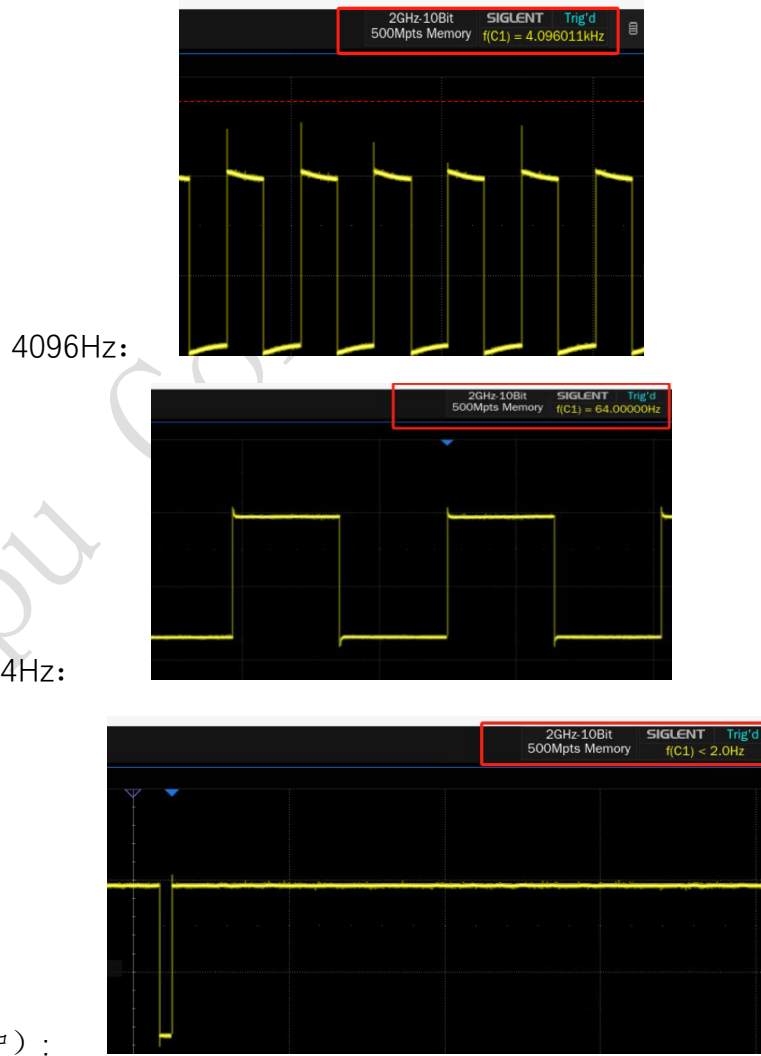 2GHz-10Bit SIGLENT Trig'd
500Mpts Memory f(C1) = 4.096011kHz
4096Hz：
2GHz-10Bit SIGLENT Trig'd
500Mpts Memory f(C1) = 64.00000Hz
4Hz：
2GHz-10Bit SIGLENT Trig'd
500Mpts Memory f(C1) < 2.0Hz
）：